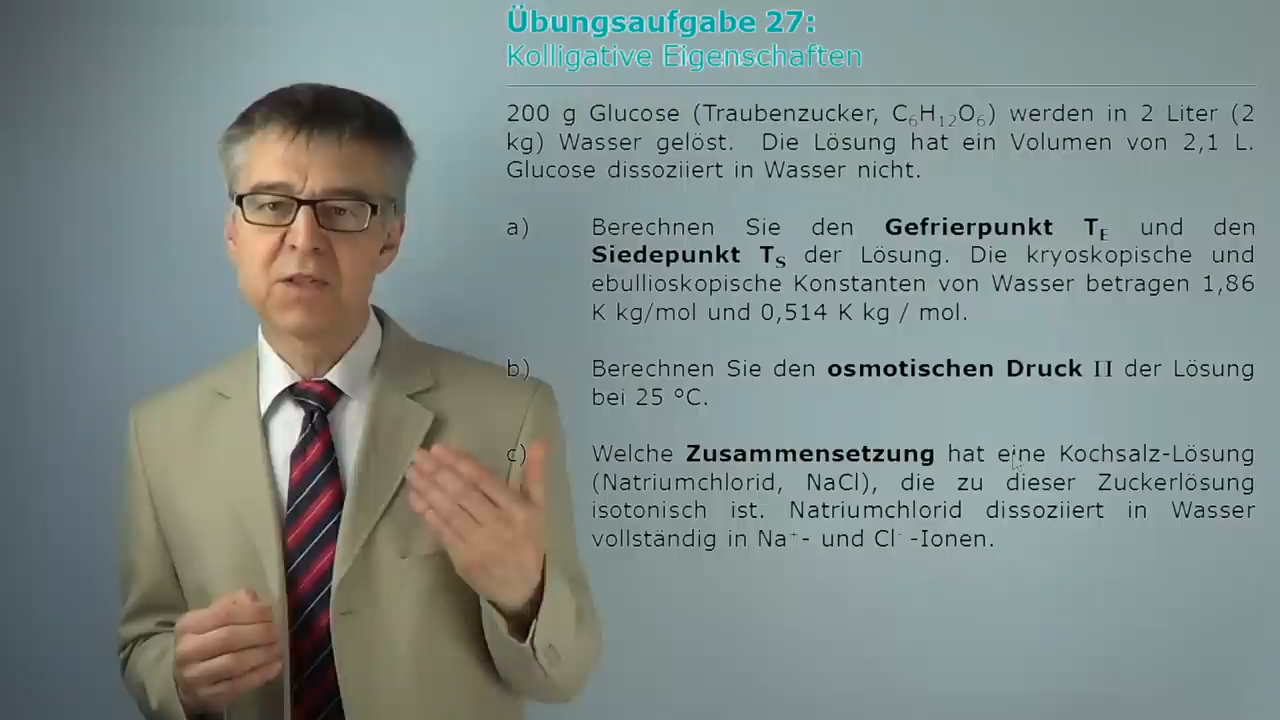 Übungsaufgabe 27:
Kolligative Eigenschaften
200 g Glucose (Traubenzucker, C₆H₁₂O₆) werden in 2 Liter (2
kg) Wasser gelöst. Die Lösung hat ein Volumen von 2,1 L.
Glucose dissoziiert in Wasser nicht.
a) Berechnen Sie den Gefrierpunkt T_E und den
Siedepunkt T_S der Lösung. Die kryoskopische und
ebullioskopische Konstanten von Wasser betragen 1,86
K kg/mol und 0,514 K kg / mol.
b) Berechnen Sie den osmotischen Druck Π der Lösung
bei 25 °C.
c) Welche Zusammensetzung hat eine Kochsalz-Lösung
(Natriumchlorid, NaCl), die zu dieser Zuckerlösung
isotonisch ist. Natriumchlorid dissoziiert in Wasser
vollständig in Na⁺- und Cl⁻ -Ionen.